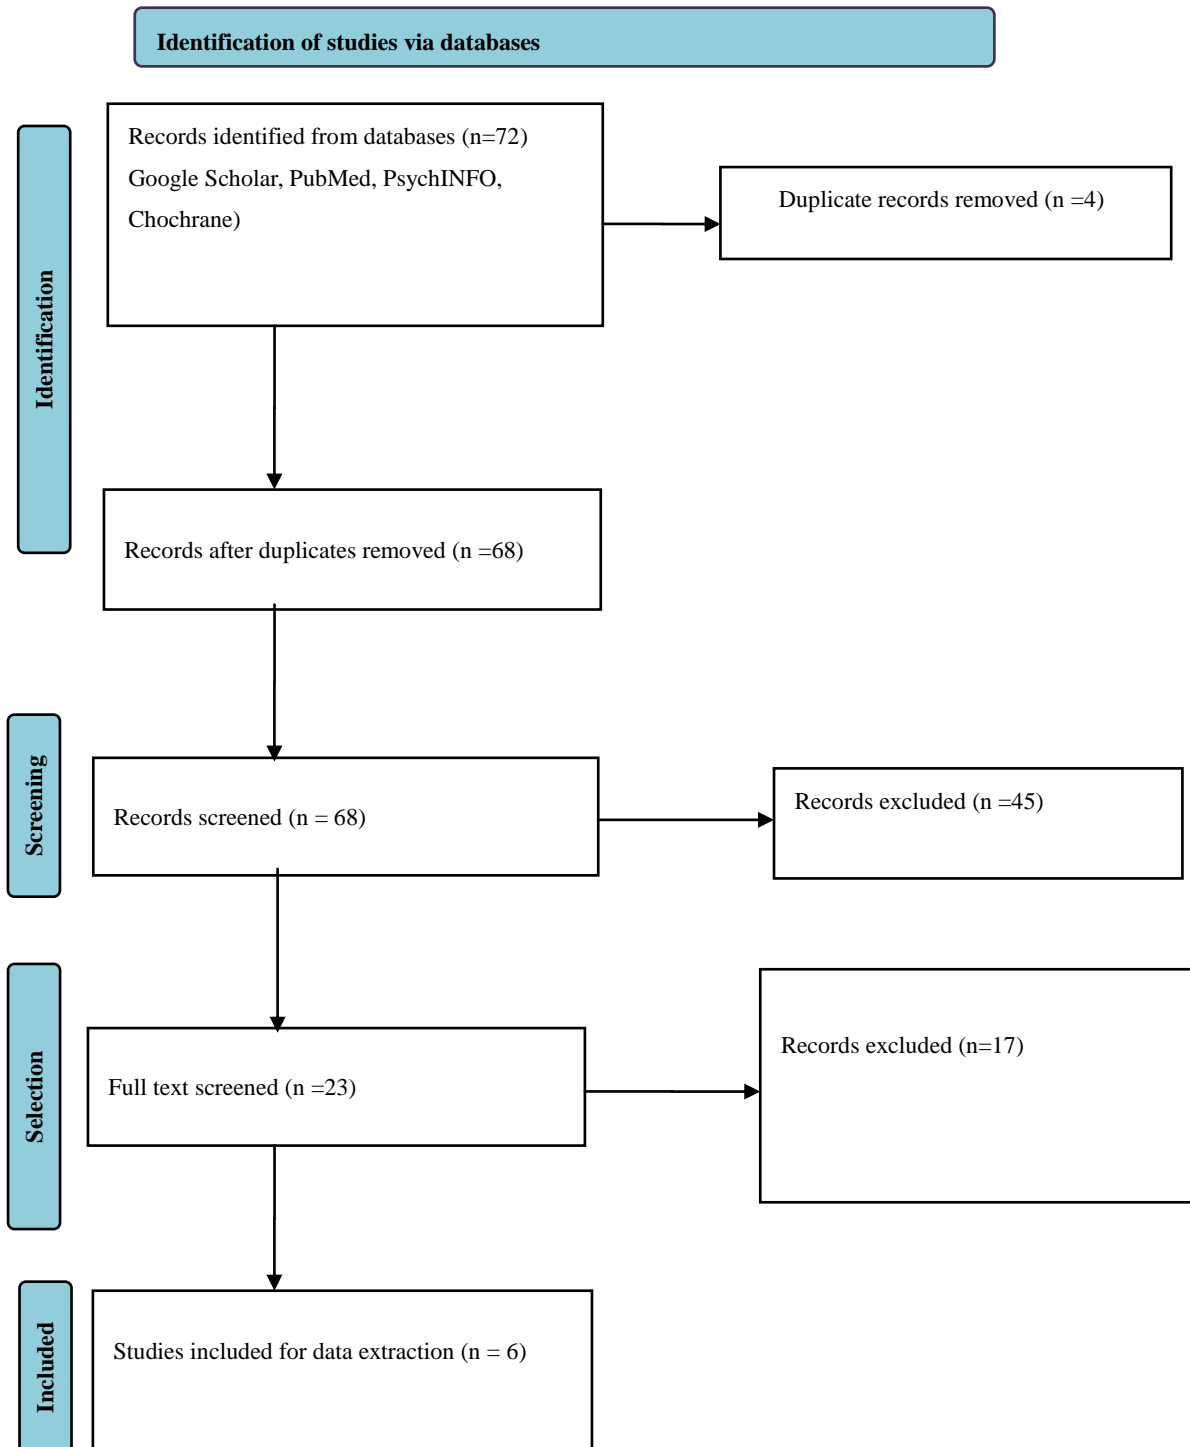 Identification of studies via databases
Identification
Records identified from databases (n=72)
Google Scholar, PubMed, PsychINFO,
Chochrane)
Duplicate records removed (n =4)
Records after duplicates removed (n =68)
Screening
Records screened (n = 68)
Records excluded (n =45)
Selection
Full text screened (n =23)
Records excluded (n=17)
Included
Studies included for data extraction (n = 6)